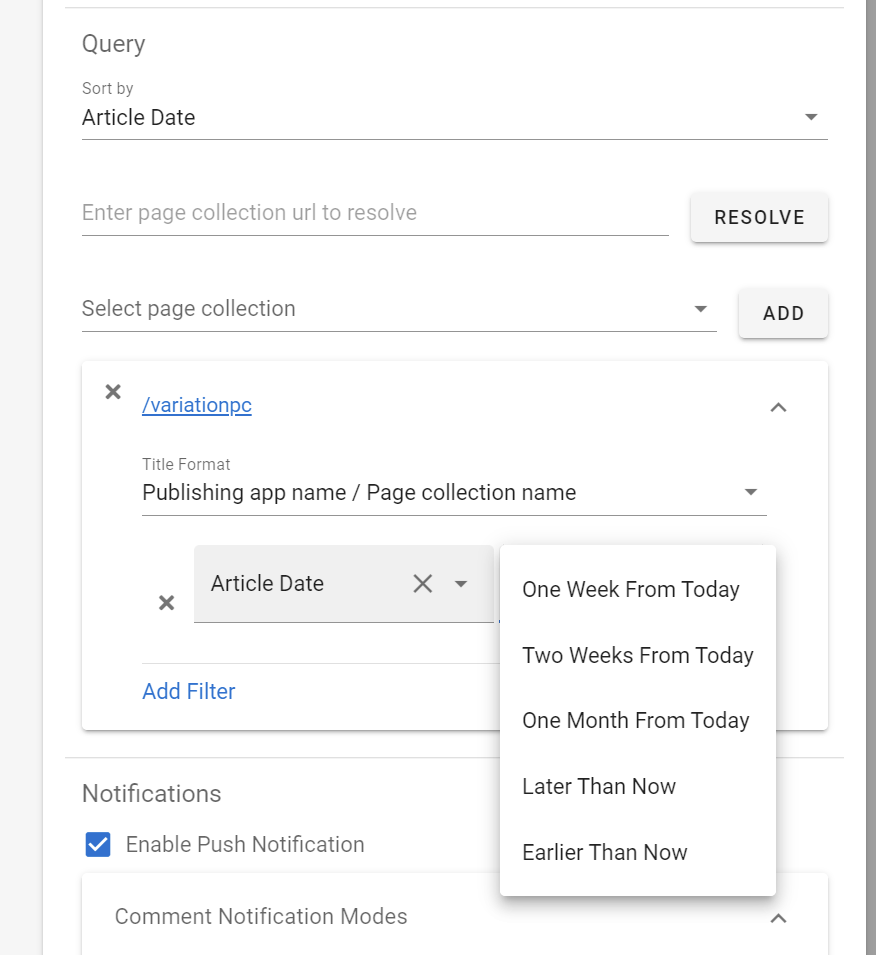 Query
Sort by
Article Date
Enter page collection url to resolve
RESOLVE
Select page collection
ADD
/variationpc
Title Format
Publishing app name / Page collection name
Article Date
One Week From Today
Two Weeks From Today
One Month From Today
Later Than Now
Earlier Than Now
Add Filter
Notifications
Enable Push Notification
Comment Notification Modes